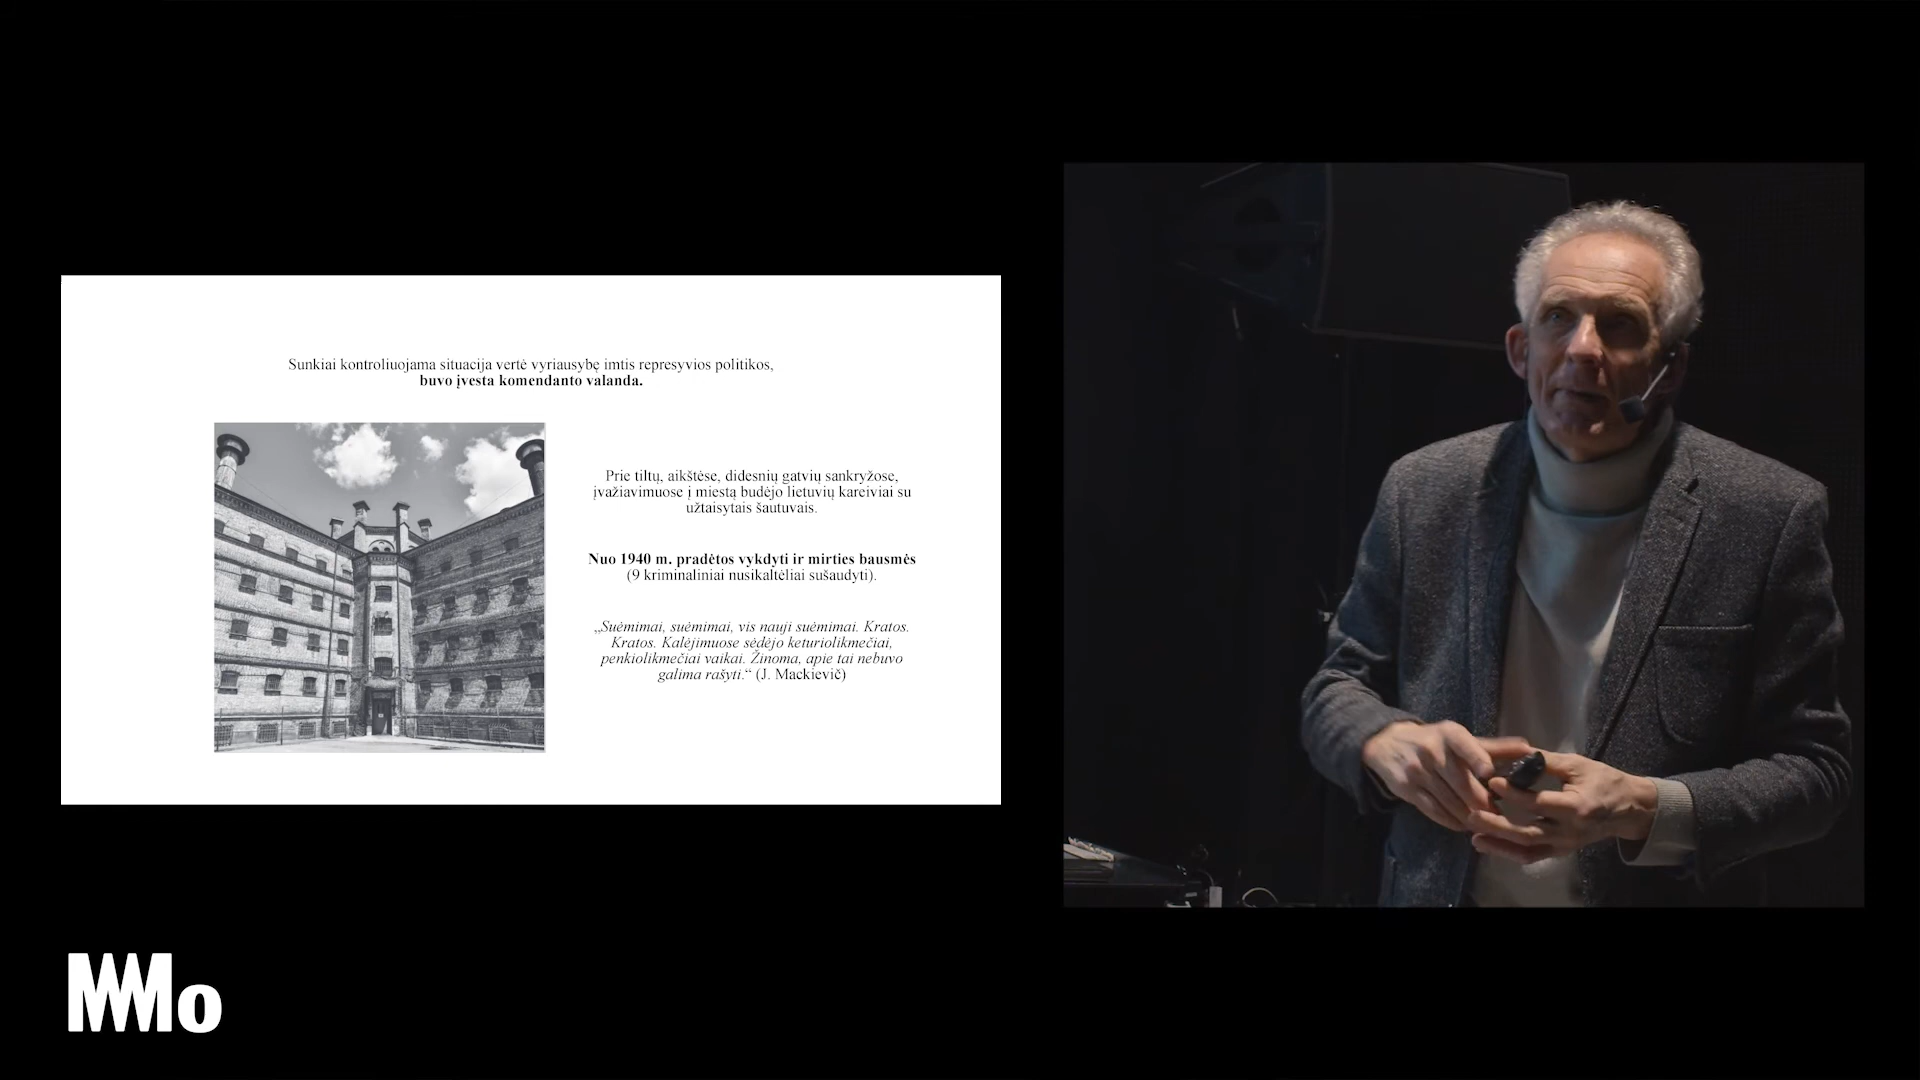 Sunkiai kontroliuojama situacija vertė vyriausybę imtis represyvios politikos,
buvo įvesta komendanto valanda.
Prie tiltų, aikštėse, didesnių gatvių sankryžose,
įvažiavimuose į miestą budėjo lietuvių kareiviai su
užtaisytais šautuvais.
Nuo 1940 m. pradėtos vykdyti ir mirties bausmės
(9 kriminaliniai nusikaltėliai sušaudyti).
„Suėmimai, suėmimai, vis nauji suėmimai. Kratos.
Kratos. Kalėjimuose sėdėjo keturiolikmečiai,
penkiolikmečiai vaikai. Žinoma, apie tai nebuvo
galima rašyti.“ (J. Mackievič)
MMo